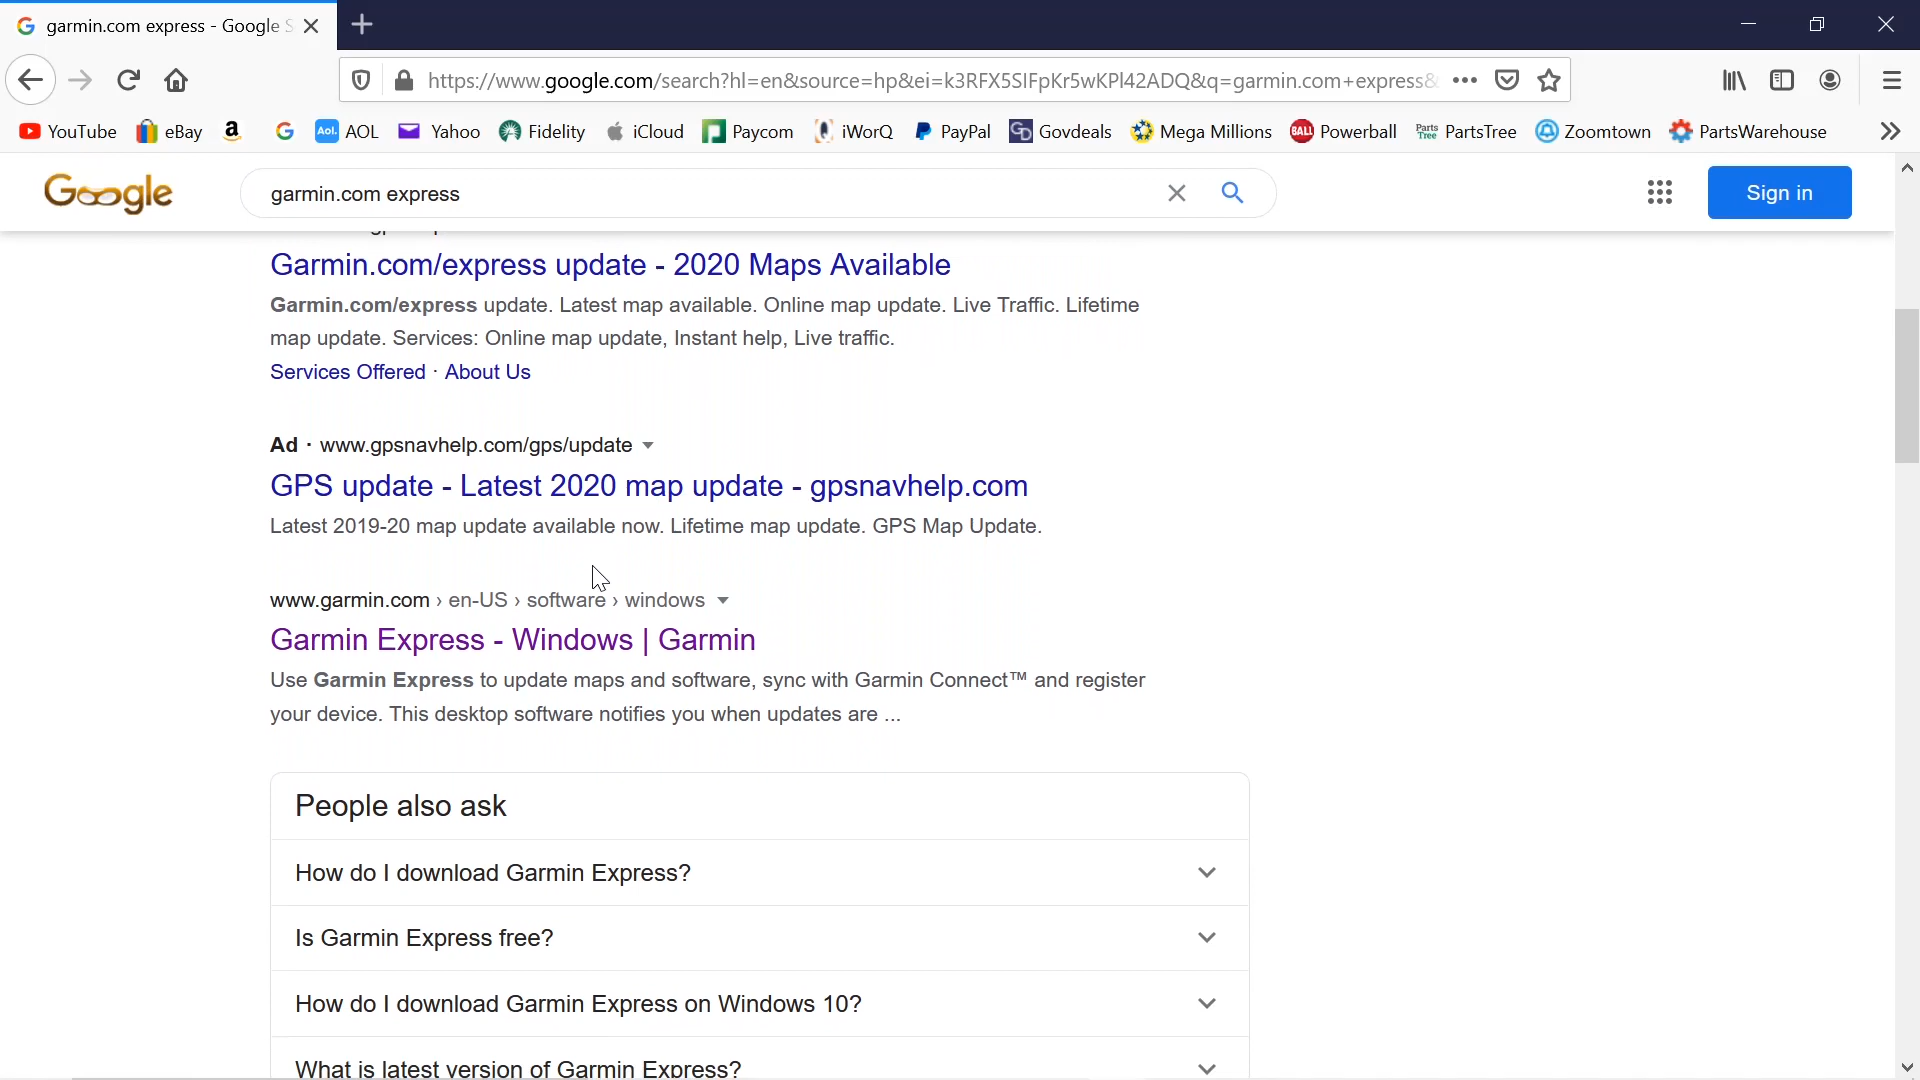 garmin.com express - Google S
https://www.google.com/search?hl=en&source=hp&ei=k3RFX5SIFpKr5wKPl42ADQ&q=garmin.com+express&
YouTube eBay AOL Yahoo Fidelity iCloud Paycom iWorQ PayPal Govdeals Mega Millions Powerball PartsTree Zoomtown PartsWarehouse
Google garmin.com express Sign in
Garmin.com/express update - 2020 Maps Available
Garmin.com/express update. Latest map available. Online map update. Live Traffic. Lifetime
map update. Services: Online map update, Instant help, Live traffic.
Services Offered · About Us
Ad · www.gpsnavhelp.com/gps/update
GPS update - Latest 2020 map update - gpsnavhelp.com
Latest 2019-20 map update available now. Lifetime map update. GPS Map Update.
www.garmin.com › en-US › software › windows
Garmin Express - Windows | Garmin
Use Garmin Express to update maps and software, sync with Garmin Connect™ and register
your device. This desktop software notifies you when updates are ...
People also ask
How do I download Garmin Express?
Is Garmin Express free?
How do I download Garmin Express on Windows 10?
What is latest version of Garmin Express?